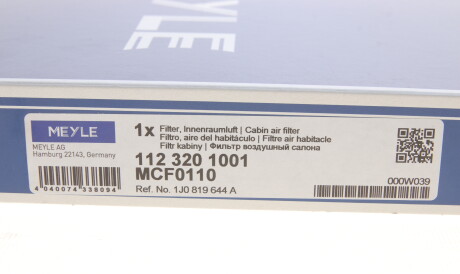 MEYLE
MEYLE AG
Hamburg 22143, Germany
4 040074 338094
1x Filter, Innenraumluft | Cabin air filter
Filtro, aire del habitáculo | Filtre air habitacle
Filtr kabiny | Фильтр воздушный салона
112 320 1001
MCF0110
Ref. No. 1J0 819 644 A
000W039